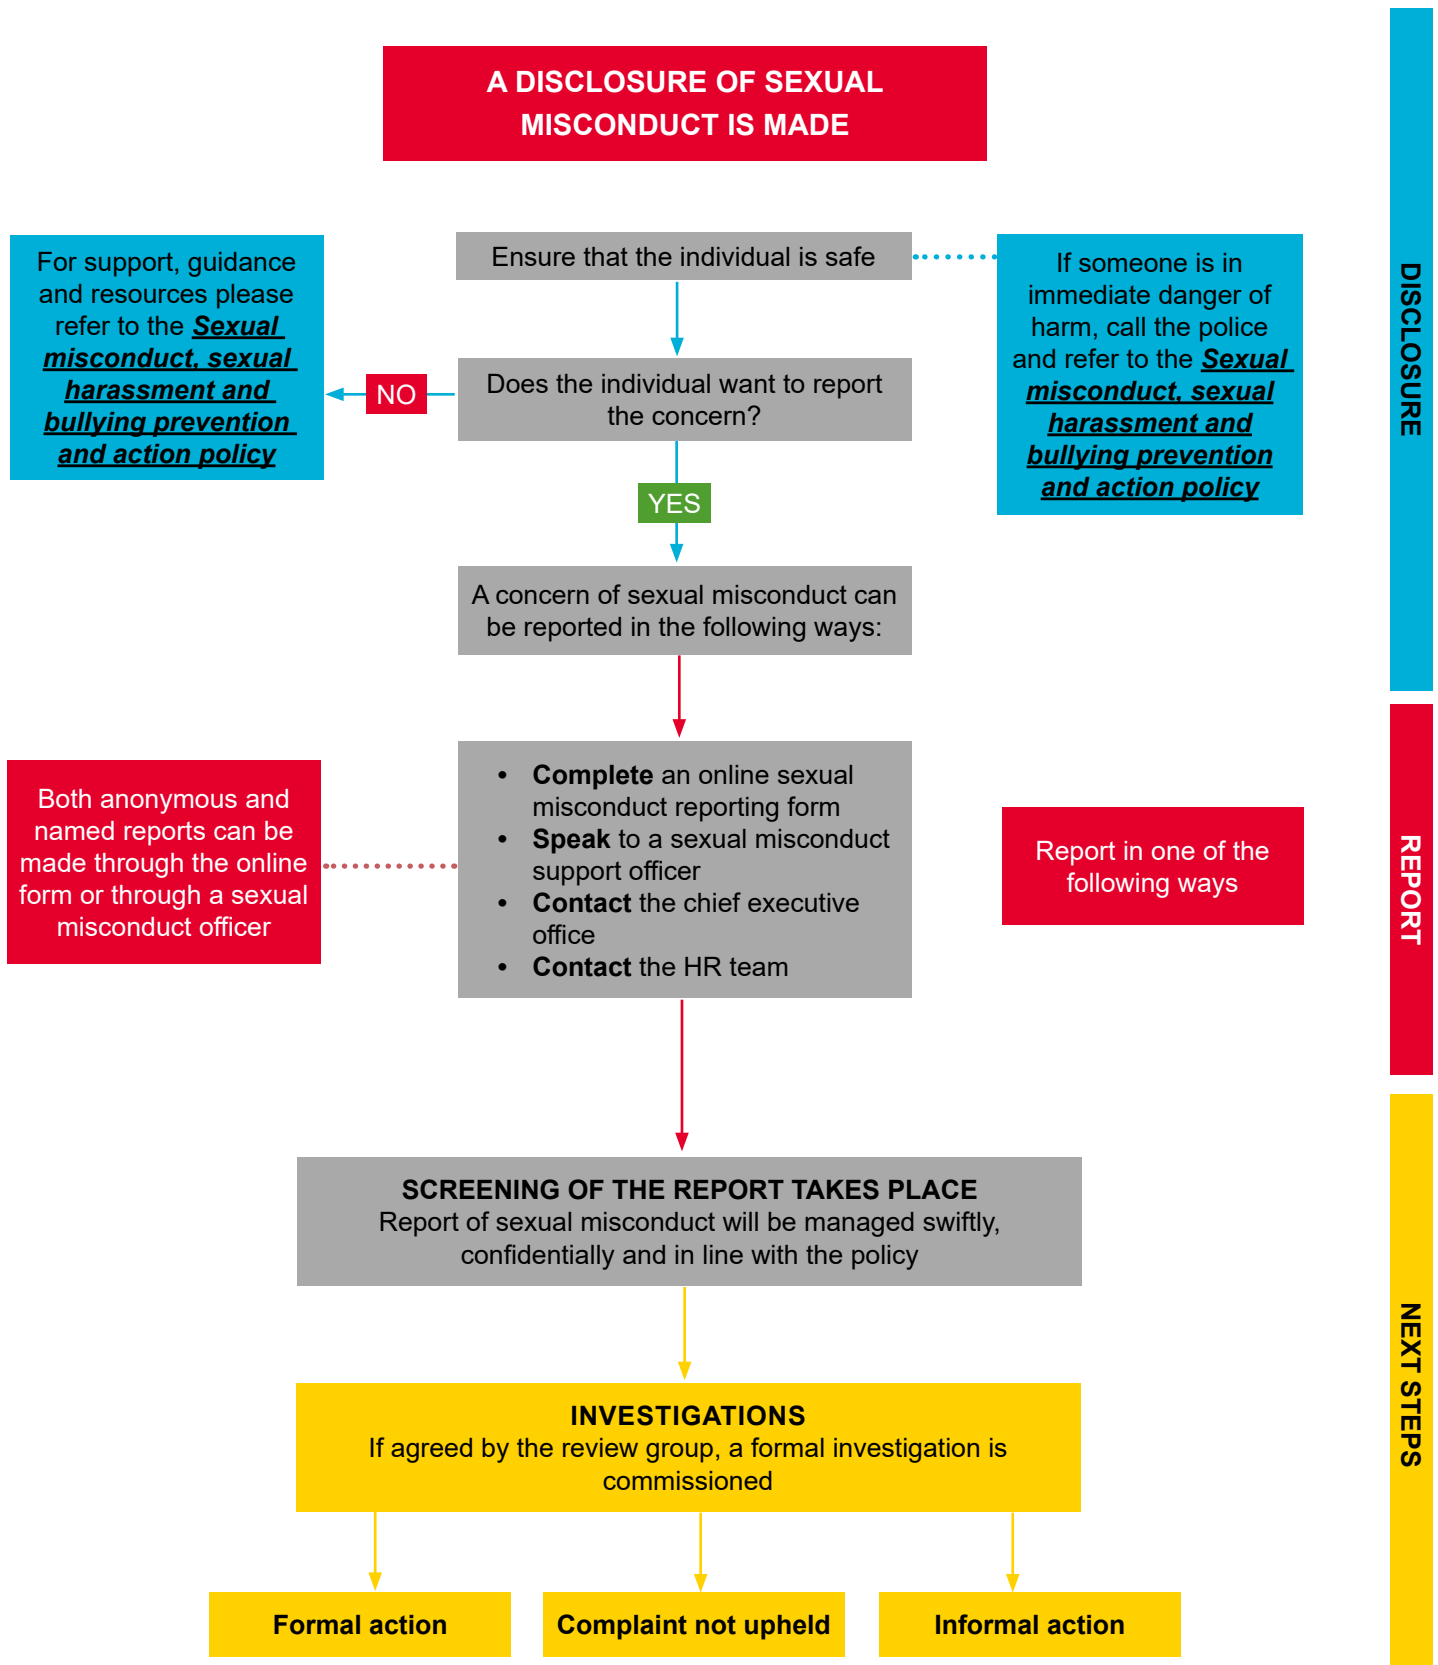 A DISCLOSURE OF SEXUAL
MISCONDUCT IS MADE
Ensure that the individual is safe
For support, guidance
and resources please
refer to the Sexual
misconduct, sexual
harassment and
bullying prevention
and action policy
If someone is in
immediate danger of
harm, call the police
and refer to the Sexual
misconduct, sexual
harassment and
bullying prevention
and action policy
Does the individual want to report
the concern?
NO
YES
A concern of sexual misconduct can
be reported in the following ways:
DISCLOSURE
Both anonymous and
named reports can be
made through the online
form or through a sexual
misconduct officer
• Complete an online sexual
misconduct reporting form
• Speak to a sexual misconduct
support officer
• Contact the chief executive
office
• Contact the HR team
Report in one of the
following ways
REPORT
SCREENING OF THE REPORT TAKES PLACE
Report of sexual misconduct will be managed swiftly,
confidentially and in line with the policy
INVESTIGATIONS
If agreed by the review group, a formal investigation is
commissioned
Formal action
Complaint not upheld
Informal action
NEXT STEPS